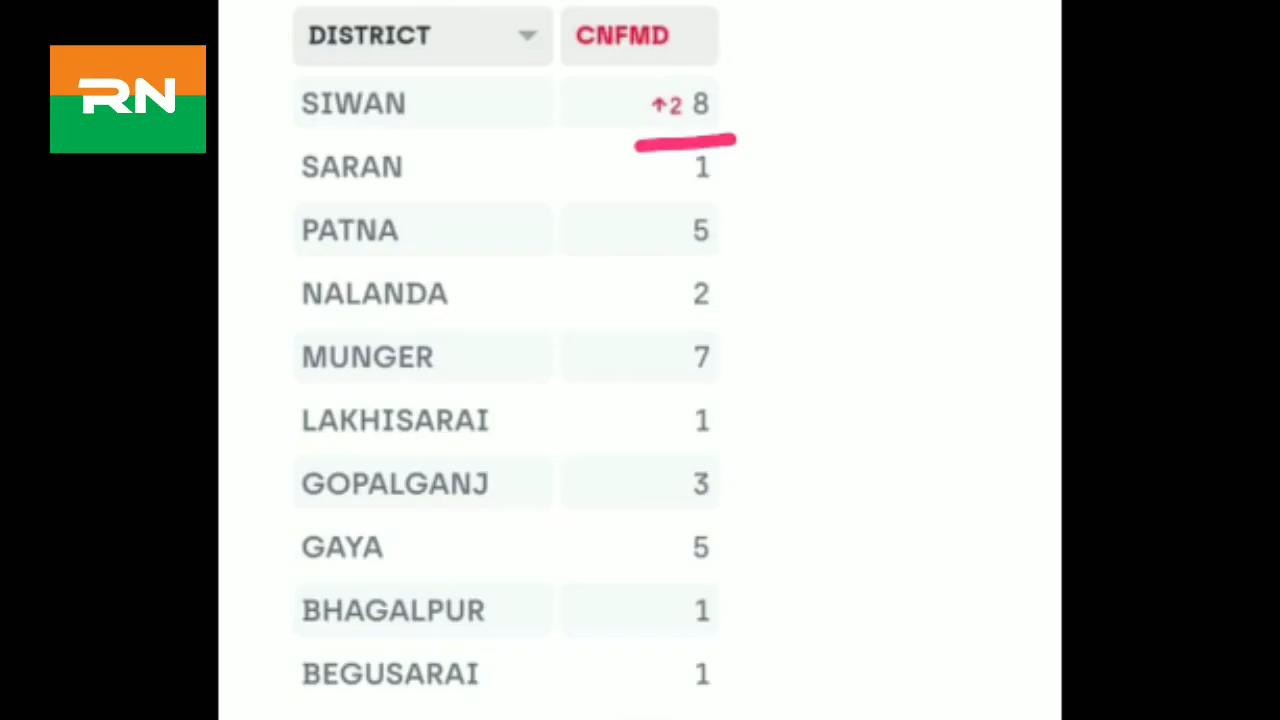 RN
DISTRICT CNFMD
SIWAN ↑2 8
SARAN 1
PATNA 5
NALANDA 2
MUNGER 7
LAKHISARAI 1
GOPALGANJ 3
GAYA 5
BHAGALPUR 1
BEGUSARAI 1